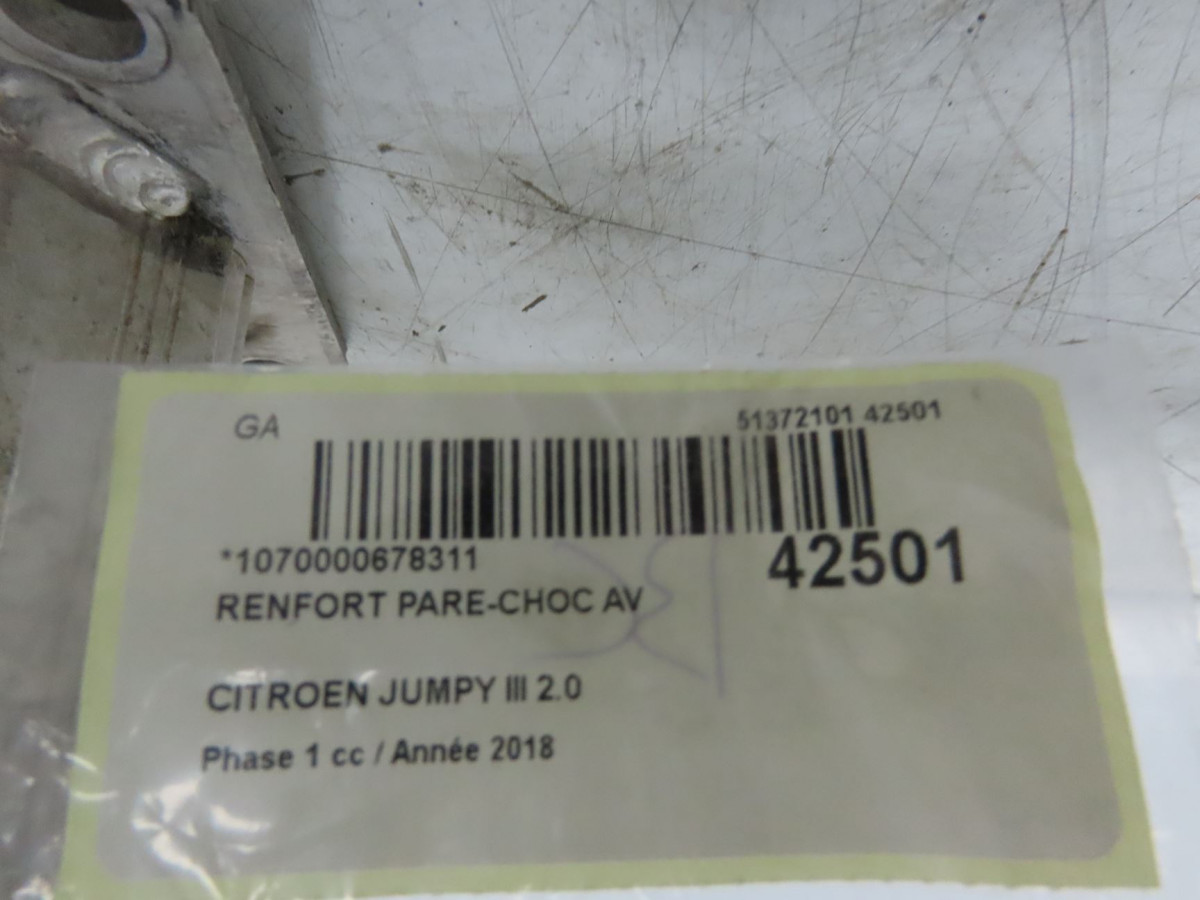 GA
51372101 42501
*1070000678311
42501
RENFORT PARE-CHOC AV
CITROEN JUMPY III 2.0
Phase 1 cc / Année 2018